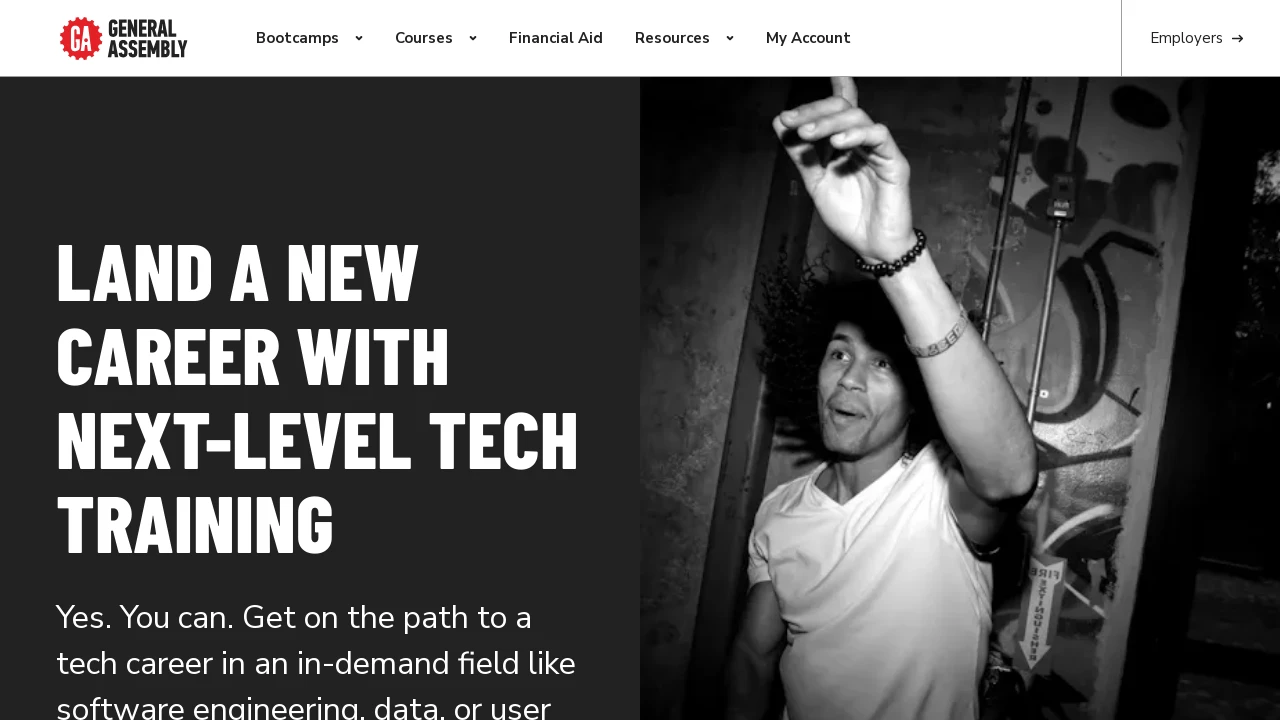 GA GENERAL ASSEMBLY
Bootcamps
Courses
Financial Aid
Resources
My Account
Employers →
LAND A NEW
CAREER WITH
NEXT-LEVEL TECH
TRAINING
Yes. You can. Get on the path to a
tech career in an in-demand field like
software engineering, data, or user
FIRE
EXTINGUISHER